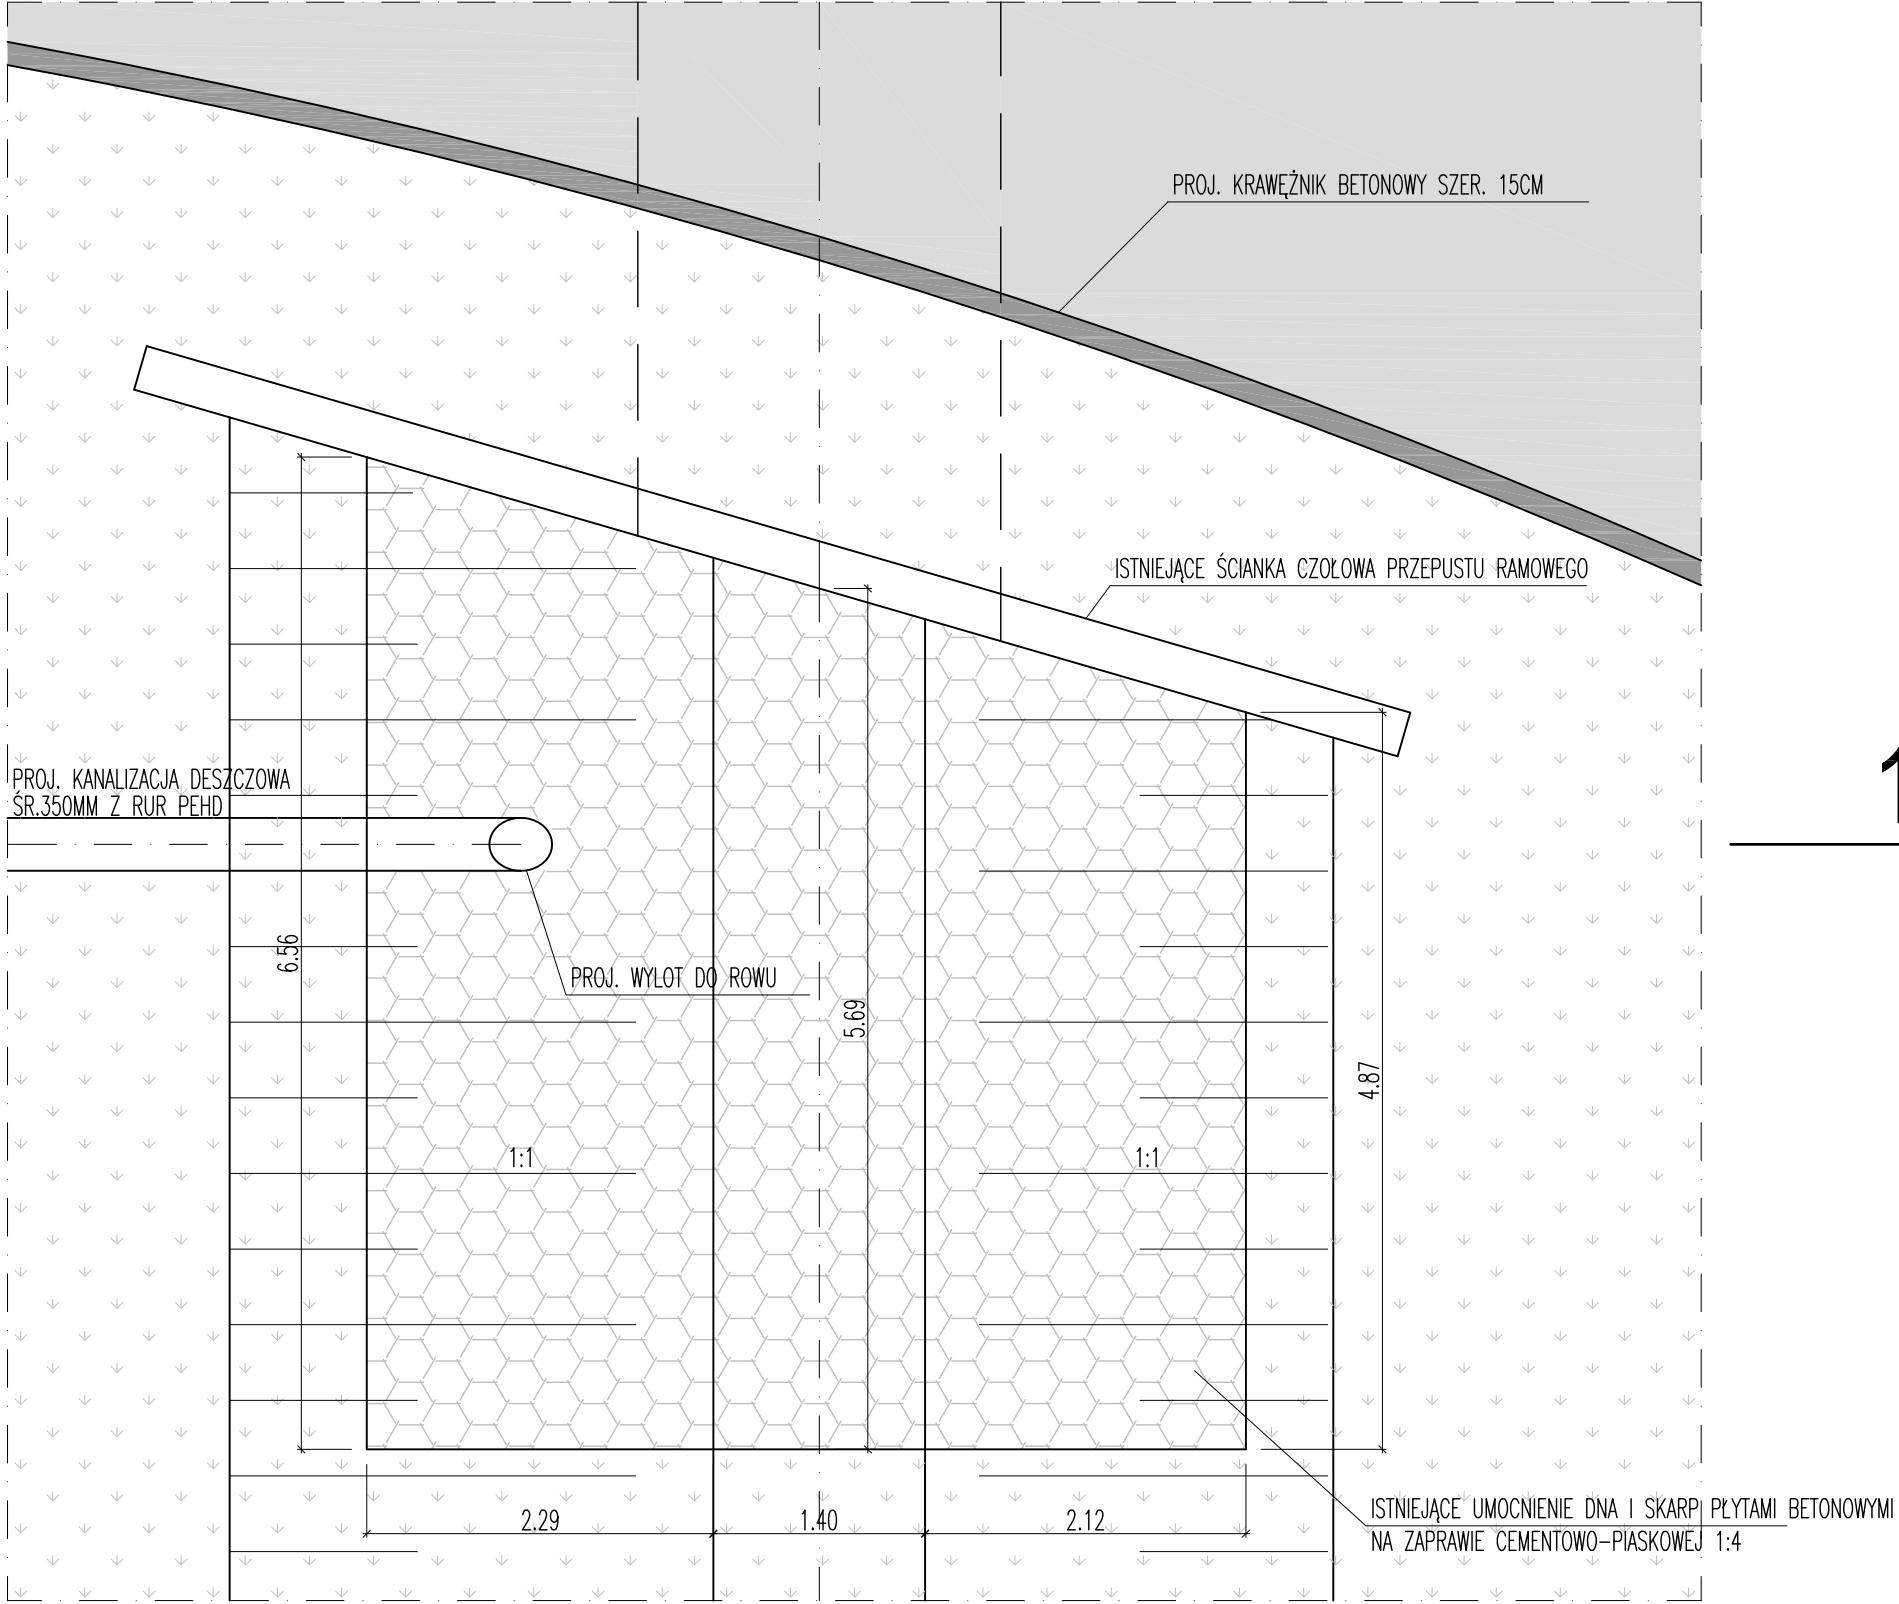 PROJ. KRAWĘŻNIK BETONOWY SZER. 15CM
ISTNIEJĄCE ŚCIANKA CZOŁOWA PRZEPUSTU RAMOWEGO
PROJ. KANALIZACJA DESZCZOWA
ŚR.350MM Z RUR PEHD
6.56
PROJ. WYLOT DO ROWU
5.69
4.87
1:1
1:1
2.29
1.40
2.12
ISTNIEJĄCE UMOCNIENIE DNA I SKARP PŁYTAMI BETONOWYMI
NA ZAPRAWIE CEMENTOWO-PIASKOWEJ 1:4